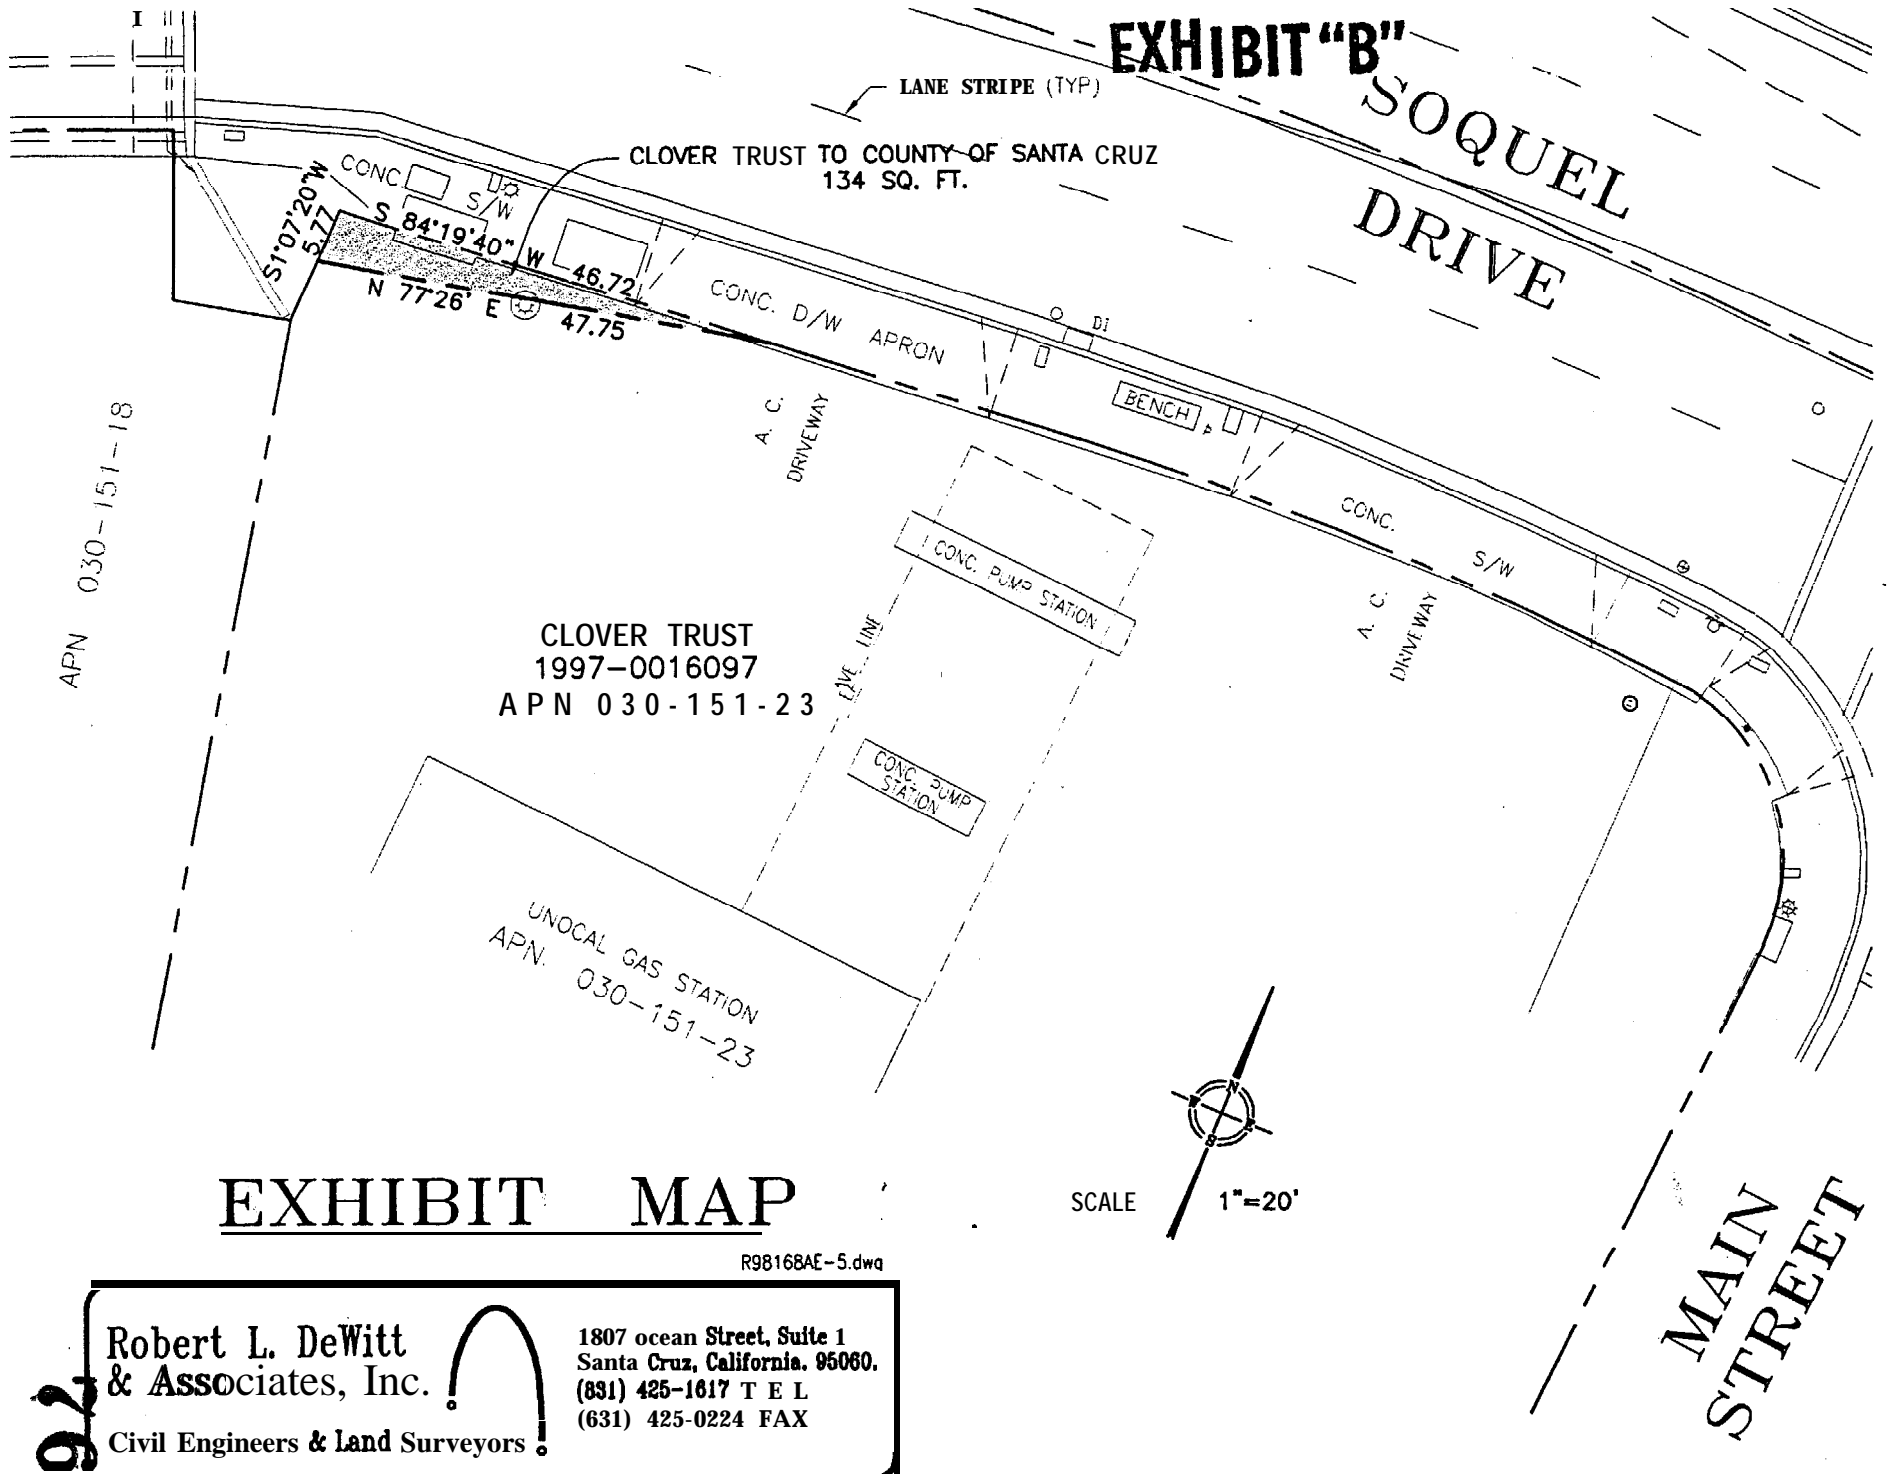 EXHIBIT "B"
I
LANE STRIPE (TYP)
SOQUEL
DRIVE
CLOVER TRUST TO COUNTY OF SANTA CRUZ
134 SQ. FT.
CONC.
S/W
S1°07'20"W
5.77
S 84°19'40" W 46.72
N 77°26' E 47.75
CONC. D/W APRON
D1
BENCH
A. C.
DRIVEWAY
CONC.
S/W
A. C.
DRIVEWAY
APN 030-151-18
CONC. PUMP STATION
EAVE LINE
CLOVER TRUST
1997-0016097
APN 030-151-23
CONC. PUMP
STATION
UNOCAL GAS STATION
APN. 030-151-23
N
SCALE 1"=20'
MAIN
STREET
EXHIBIT MAP
R98168AE-5.dwg
Robert L. DeWitt
& Associates, Inc.
Civil Engineers & Land Surveyors
1807 ocean Street, Suite 1
Santa Cruz, California. 95060.
(831) 425-1617 TEL
(631) 425-0224 FAX